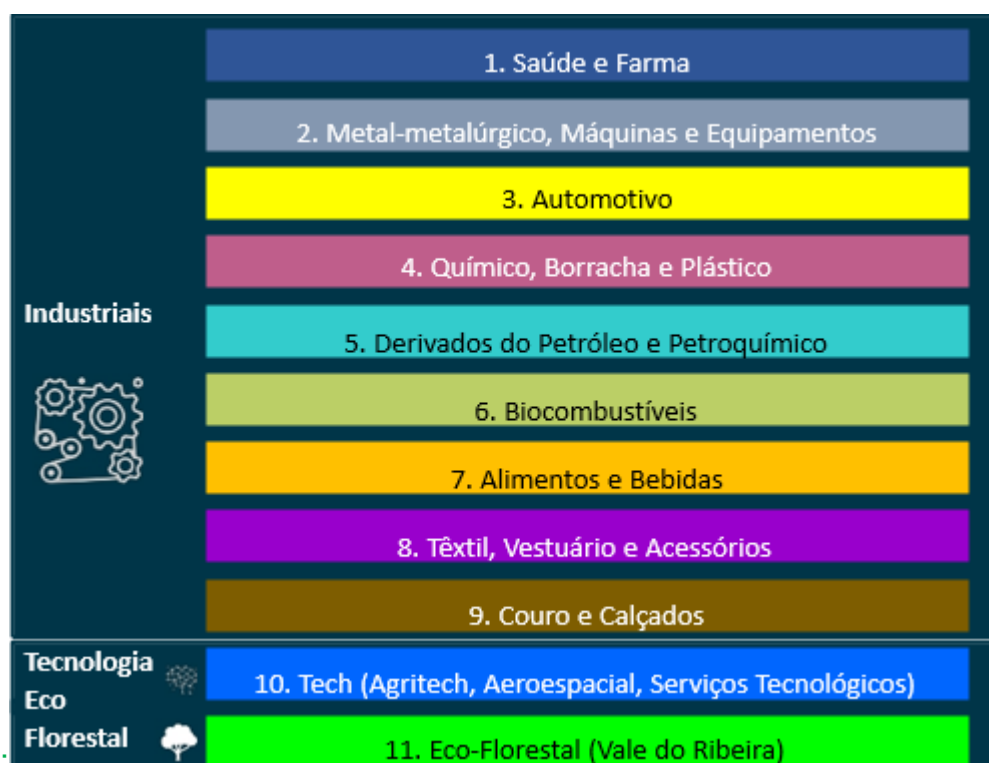 1. Saúde e Farma
2. Metal-metalúrgico, Máquinas e Equipamentos
3. Automotivo
4. Químico, Borracha e Plástico
Industriais
5. Derivados do Petróleo e Petroquímico
6. Biocombustíveis
7. Alimentos e Bebidas
8. Têxtil, Vestuário e Acessórios
9. Couro e Calçados
Tecnologia
10. Tech (Agritech, Aeroespacial, Serviços Tecnológicos)
Eco
Florestal
11. Eco-Florestal (Vale do Ribeira)